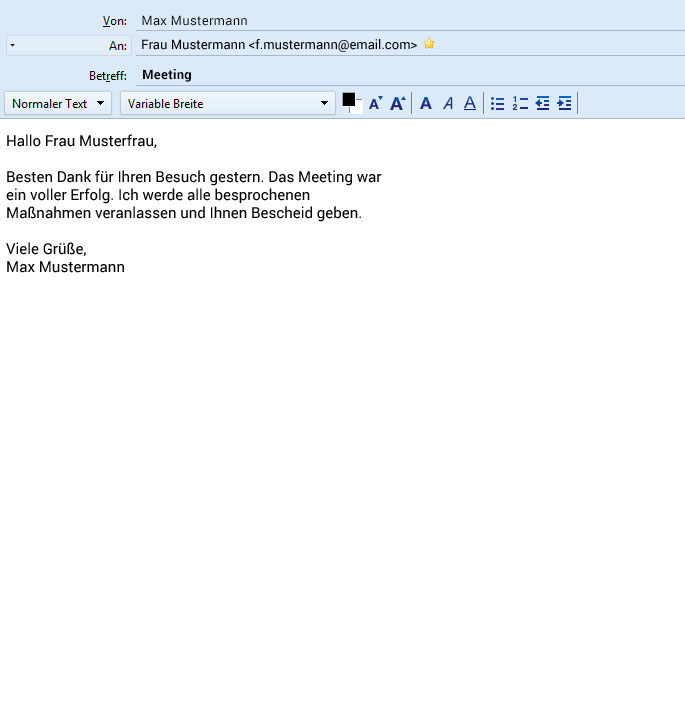 Von: Max Mustermann
An: Frau Mustermann <f.mustermann@email.com>
Betreff: Meeting
Normaler Text Variable Breite A A A A A
Hallo Frau Musterfrau,
Besten Dank für Ihren Besuch gestern. Das Meeting war
ein voller Erfolg. Ich werde alle besprochenen
Maßnahmen veranlassen und Ihnen Bescheid geben.
Viele Grüße,
Max Mustermann